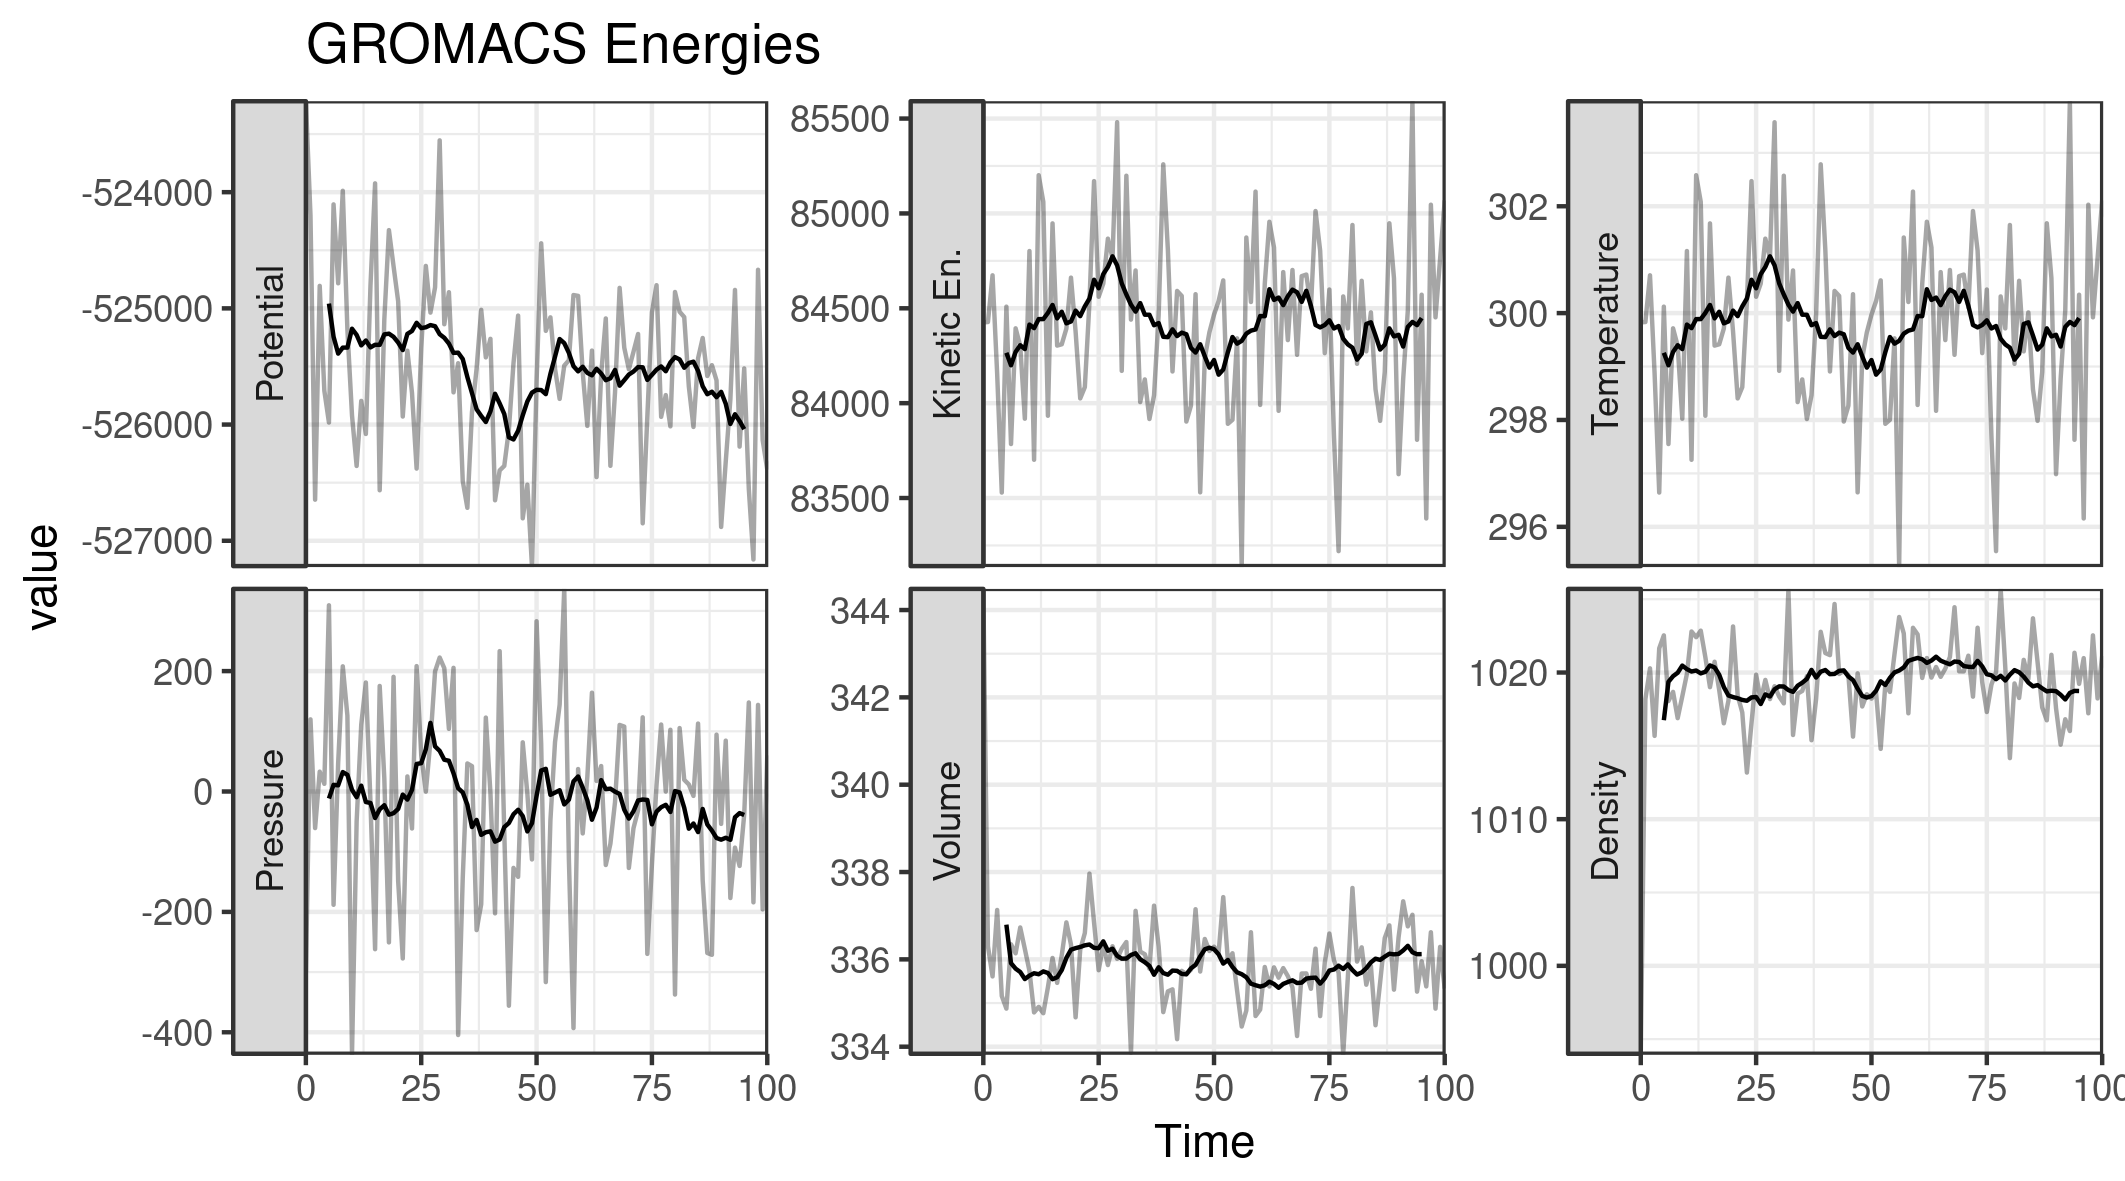 GROMACS Energies
value
Potential
-524000
-525000
-526000
-527000
Kinetic En.
85500
85000
84500
84000
83500
Temperature
302
300
298
296
Pressure
200
0
-200
-400
0 25 50 75 100
Volume
344
342
340
338
336
334
0 25 50 75 100
Density
1020
1010
1000
0 25 50 75 100
Time